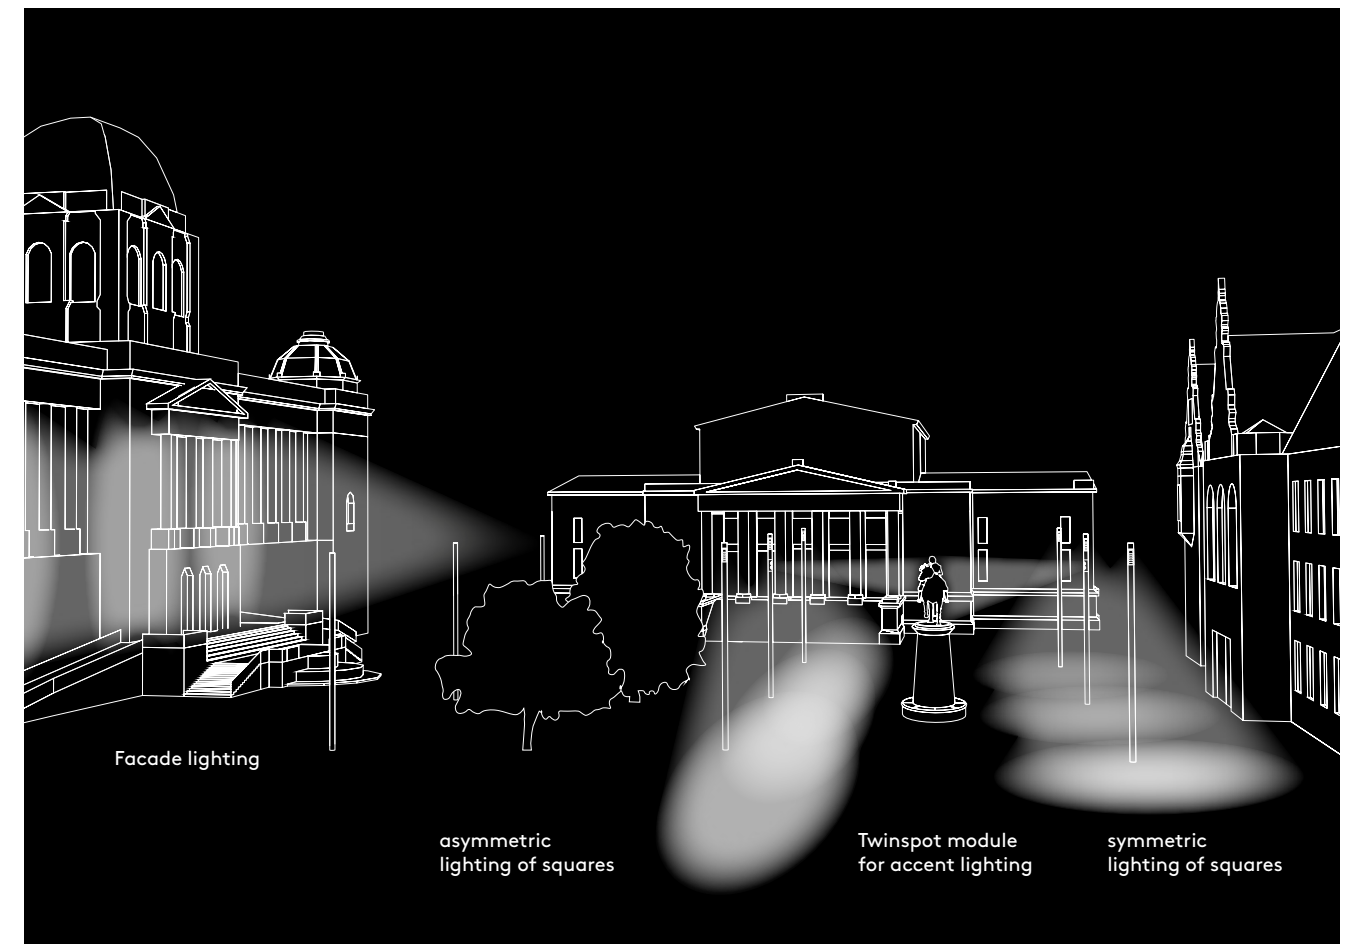 Facade lighting
asymmetric
lighting of squares
Twinspot module
for accent lighting
symmetric
lighting of squares